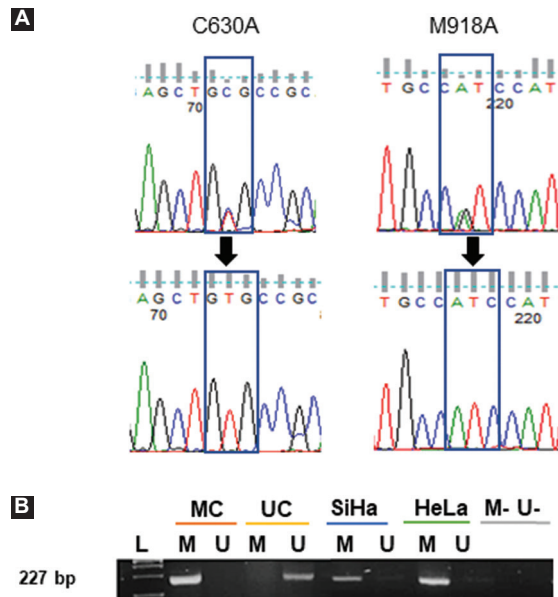 A
C630A M918A
AGCTGCGCCGC TGCCATCCAT
70 220
AGCTGTGCCGC TGCCATCCAT
70 220
B
MC UC SiHa HeLa M- U-
L M U M U M U M U
227 bp